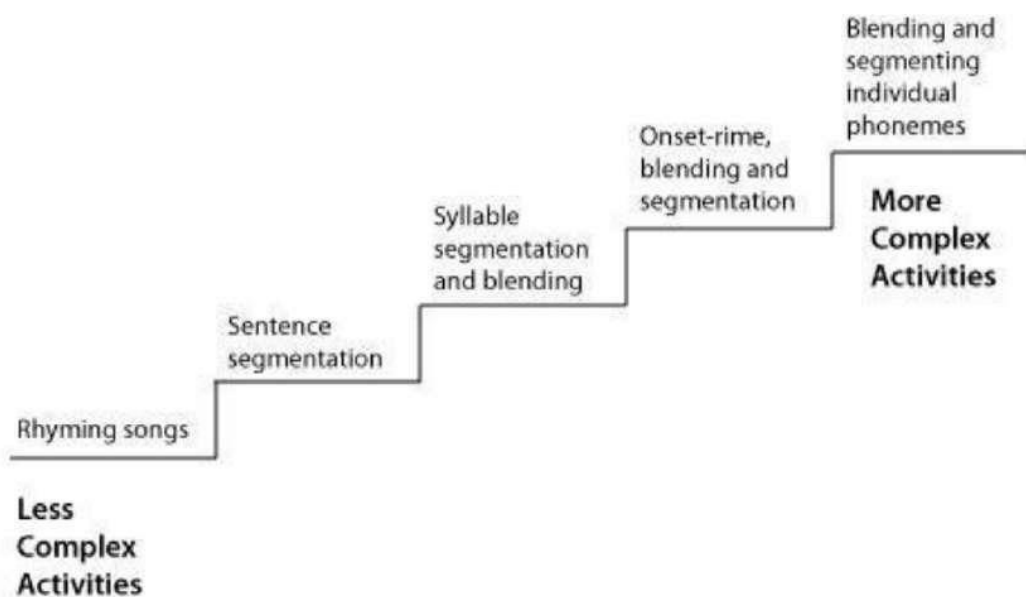 Rhyming songs
Less
Complex
Activities
Sentence
segmentation
Syllable
segmentation
and blending
Onset-rime,
blending and
segmentation
Blending and
segmenting
individual
phonemes
More
Complex
Activities